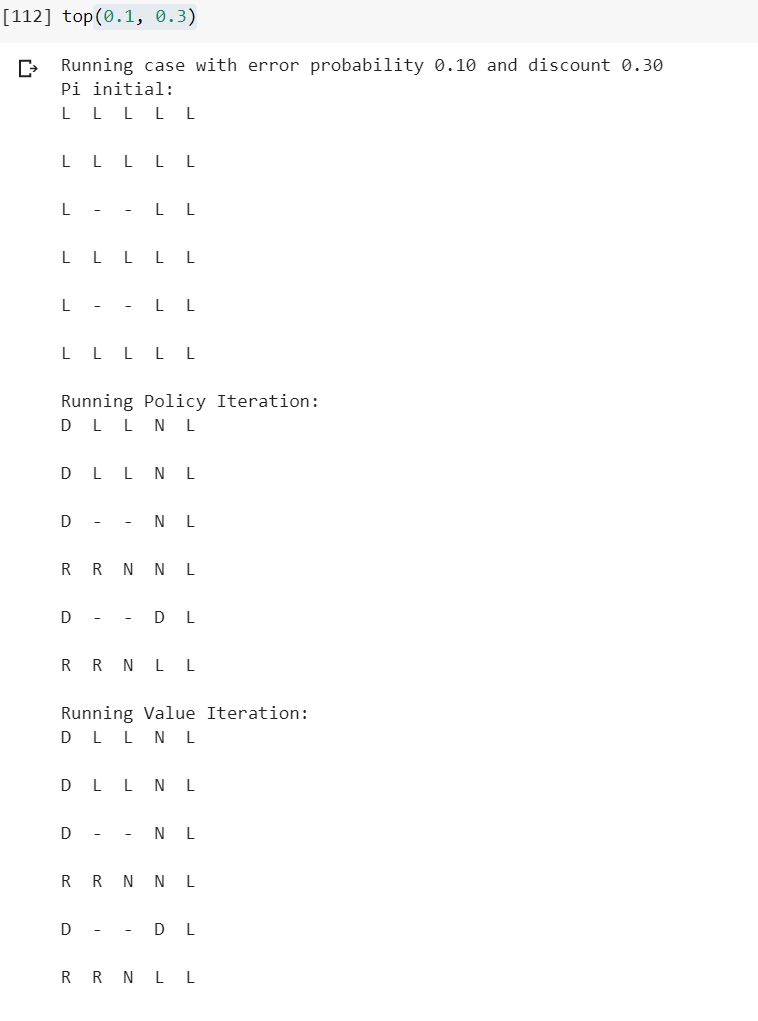 [112] top(0.1, 0.3)
Running case with error probability 0.10 and discount 0.30
Pi initial:
L L L L L
L L L L L
L - - L L
L L L L L
L - - L L
L L L L L
Running Policy Iteration:
D L L N L
D L L N L
D - - N L
R R N N L
D - - D L
R R N L L
Running Value Iteration:
D L L N L
D L L N L
D - - N L
R R N N L
D - - D L
R R N L L